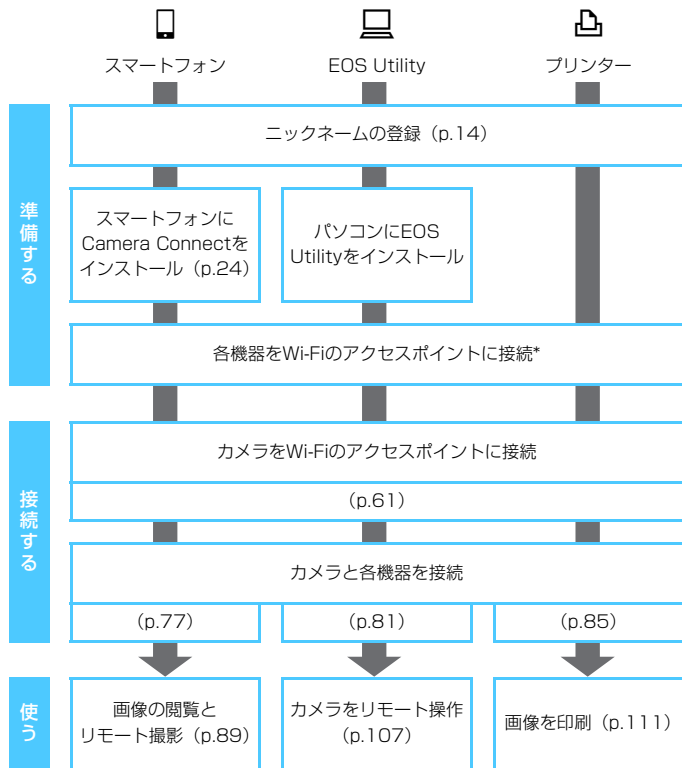 スマートフォン
EOS Utility
プリンター
準備する
ニックネームの登録（p.14）
スマートフォンに
Camera Connectを
インストール（p.24）
パソコンにEOS
Utilityをインストール
各機器をWi-Fiのアクセスポイントに接続*
接続する
カメラをWi-Fiのアクセスポイントに接続
（p.61）
カメラと各機器を接続
（p.77）
（p.81）
（p.85）
使う
画像の閲覧と
リモート撮影（p.89）
カメラをリモート操作
（p.107）
画像を印刷（p.111）